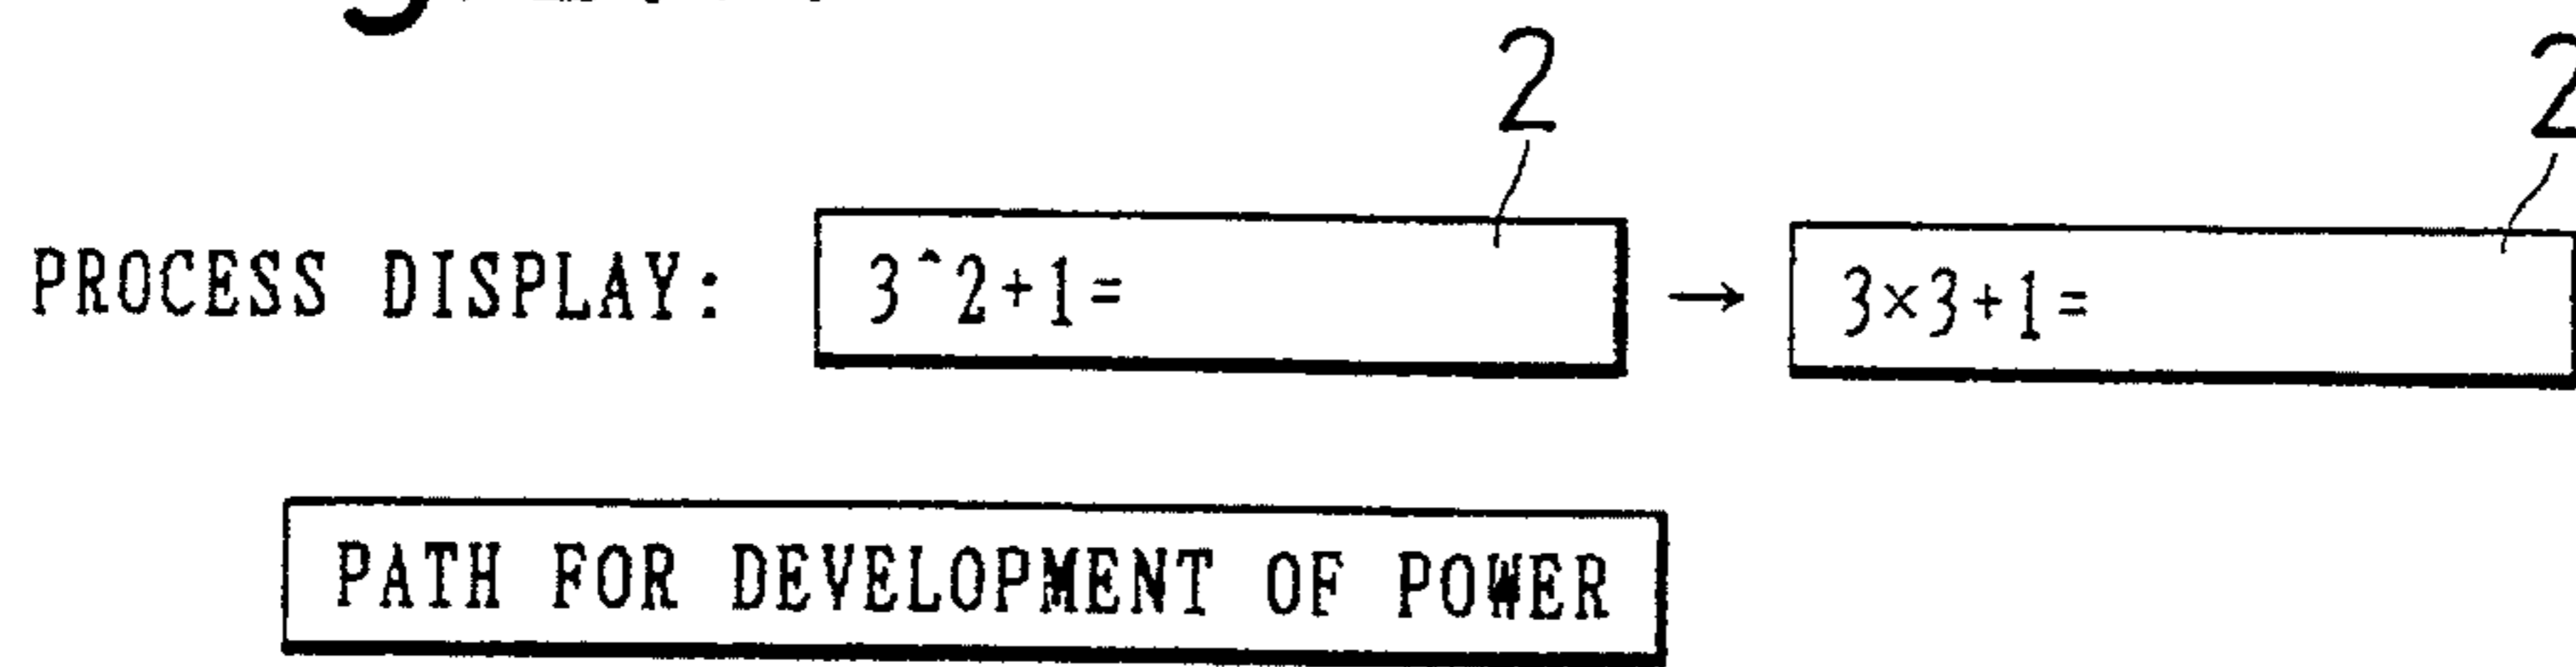 2 2
PROCESS DISPLAY: 3^2+1= → 3×3+1=
PATH FOR DEVELOPMENT OF POWER